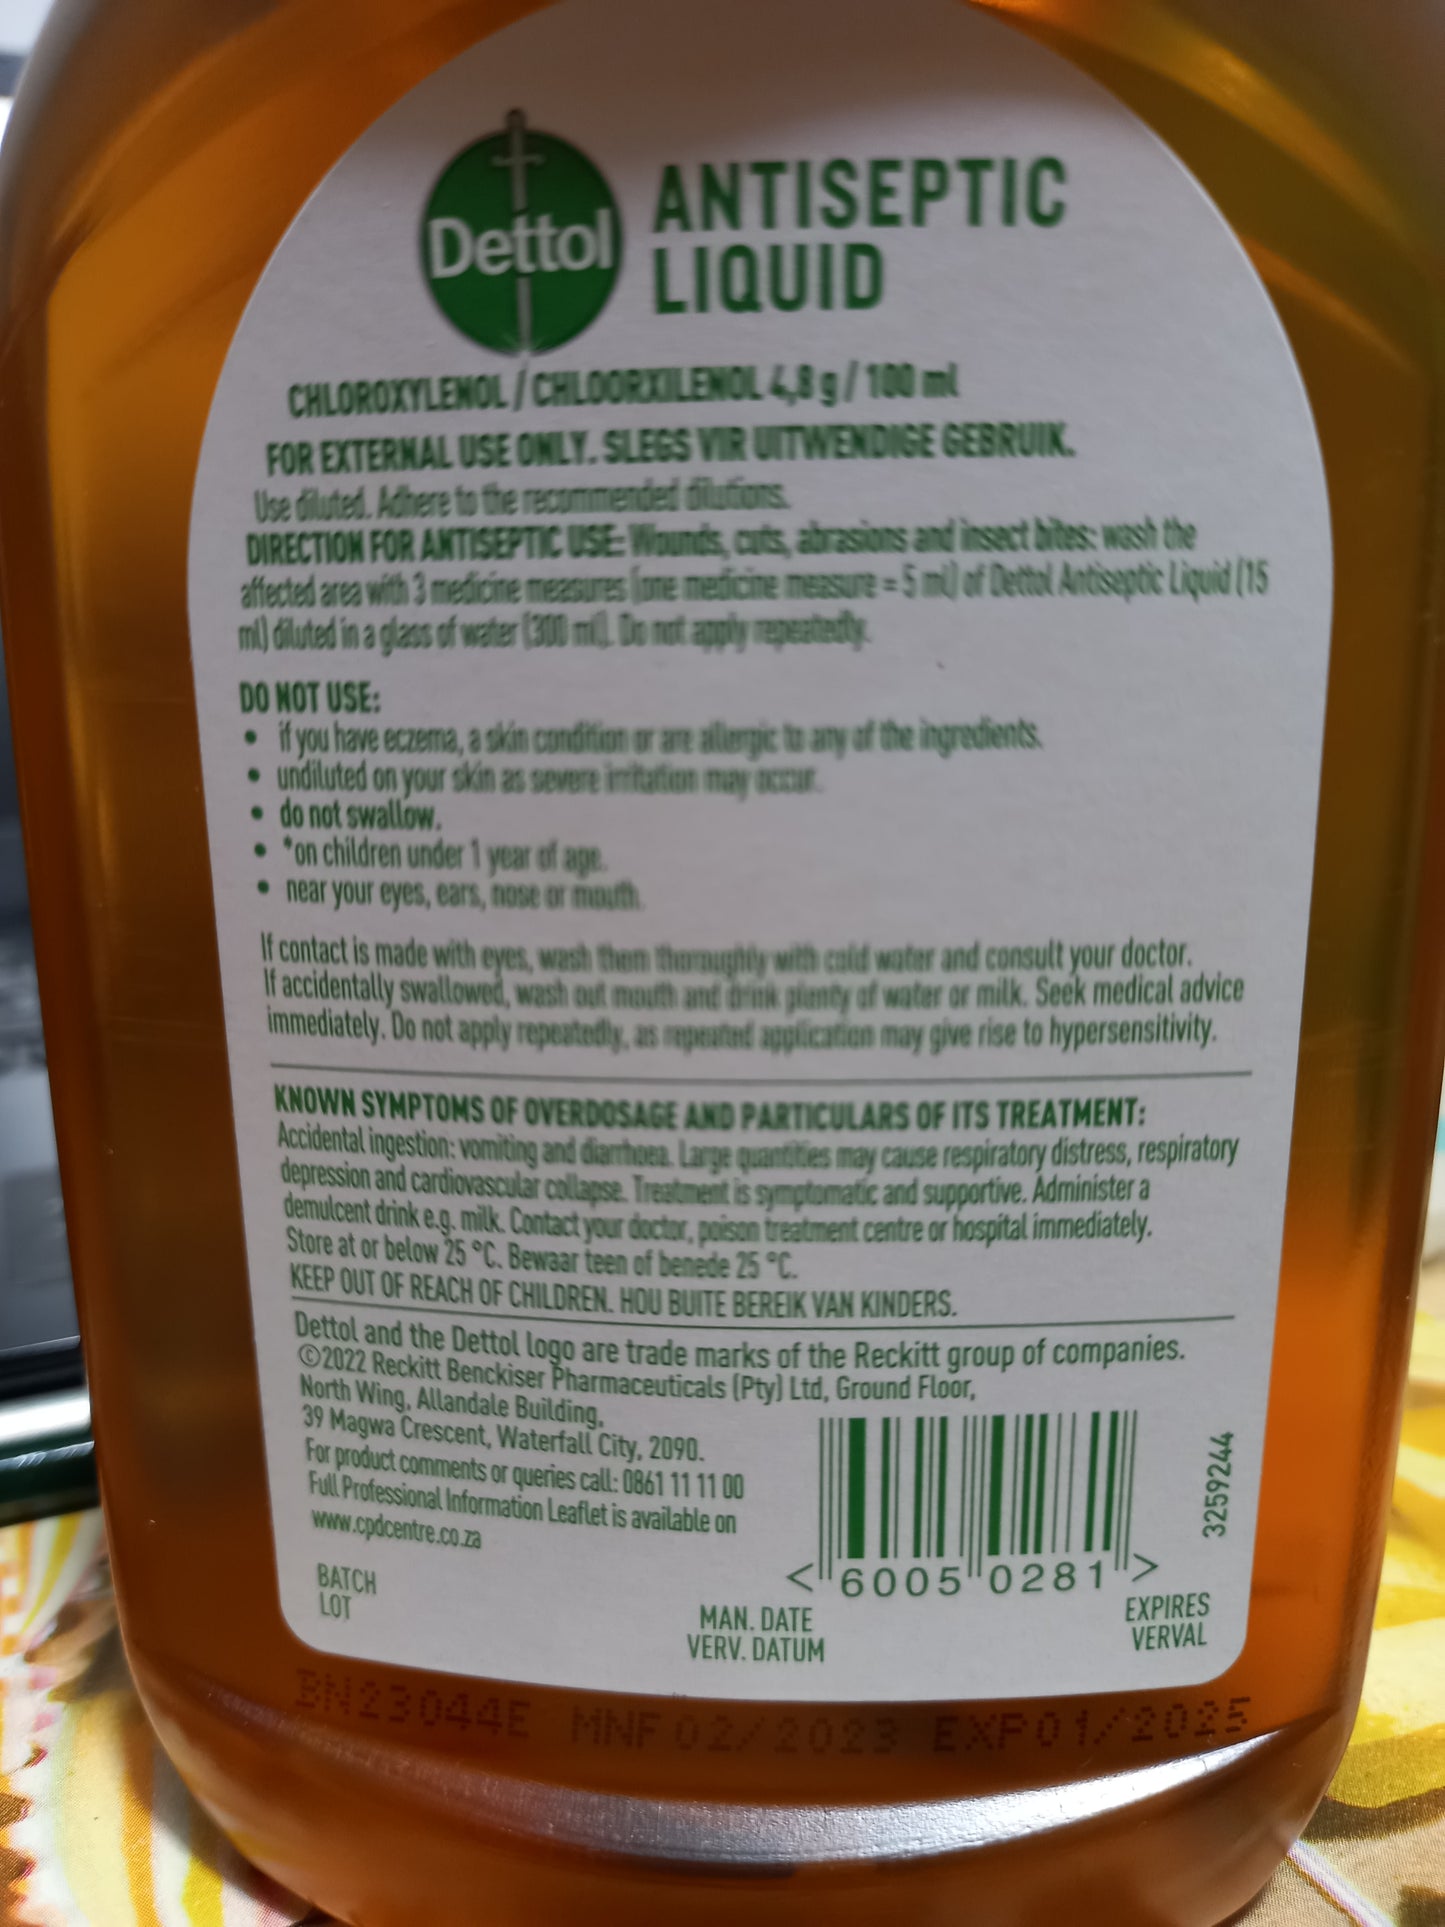 Dettol
ANTISEPTIC
LIQUID
CHLOROXYLENOL / CHLOORXILENOL 4,8 g / 100 ml
FOR EXTERNAL USE ONLY. SLEGS VIR UITWENDIGE GEBRUIK.
Use diluted. Adhere to the recommended dilutions.
DIRECTION FOR ANTISEPTIC USE: Wounds, cuts, abrasions and insect bites: wash the
affected area with 3 medicine measures (one medicine measure = 5 ml) of Dettol Antiseptic Liquid (15
ml) diluted in a glass of water (300 ml). Do not apply repeatedly.
DO NOT USE:
• if you have eczema, a skin condition or are allergic to any of the ingredients.
• undiluted on your skin as severe irritation may occur.
• do not swallow.
• *on children under 1 year of age.
• near your eyes, ears, nose or mouth.
If contact is made with eyes, wash them thoroughly with cold water and consult your doctor.
If accidentally swallowed, wash out mouth and drink plenty of water or milk. Seek medical advice
immediately. Do not apply repeatedly, as repeated application may give rise to hypersensitivity.
KNOWN SYMPTOMS OF OVERDOSAGE AND PARTICULARS OF ITS TREATMENT:
Accidental ingestion: vomiting and diarrhoea. Large quantities may cause respiratory distress, respiratory
depression and cardiovascular collapse. Treatment is symptomatic and supportive. Administer a
demulcent drink e.g. milk. Contact your doctor, poison treatment centre or hospital immediately.
Store at or below 25 °C. Bewaar teen of benede 25 °C.
KEEP OUT OF REACH OF CHILDREN. HOU BUITE BEREIK VAN KINDERS.
Dettol and the Dettol logo are trade marks of the Reckitt group of companies.
©2022 Reckitt Benckiser Pharmaceuticals (Pty) Ltd, Ground Floor,
North Wing, Allandale Building,
39 Magwa Crescent, Waterfall City, 2090.
For product comments or queries call: 0861 11 11 00
Full Professional Information Leaflet is available on
www.cpdcentre.co.za
3259244
< 6005 0281 >
BATCH
LOT
MAN. DATE
VERV. DATUM
EXPIRES
VERVAL
BN23044E MNF 02/2023 EXP01/2025